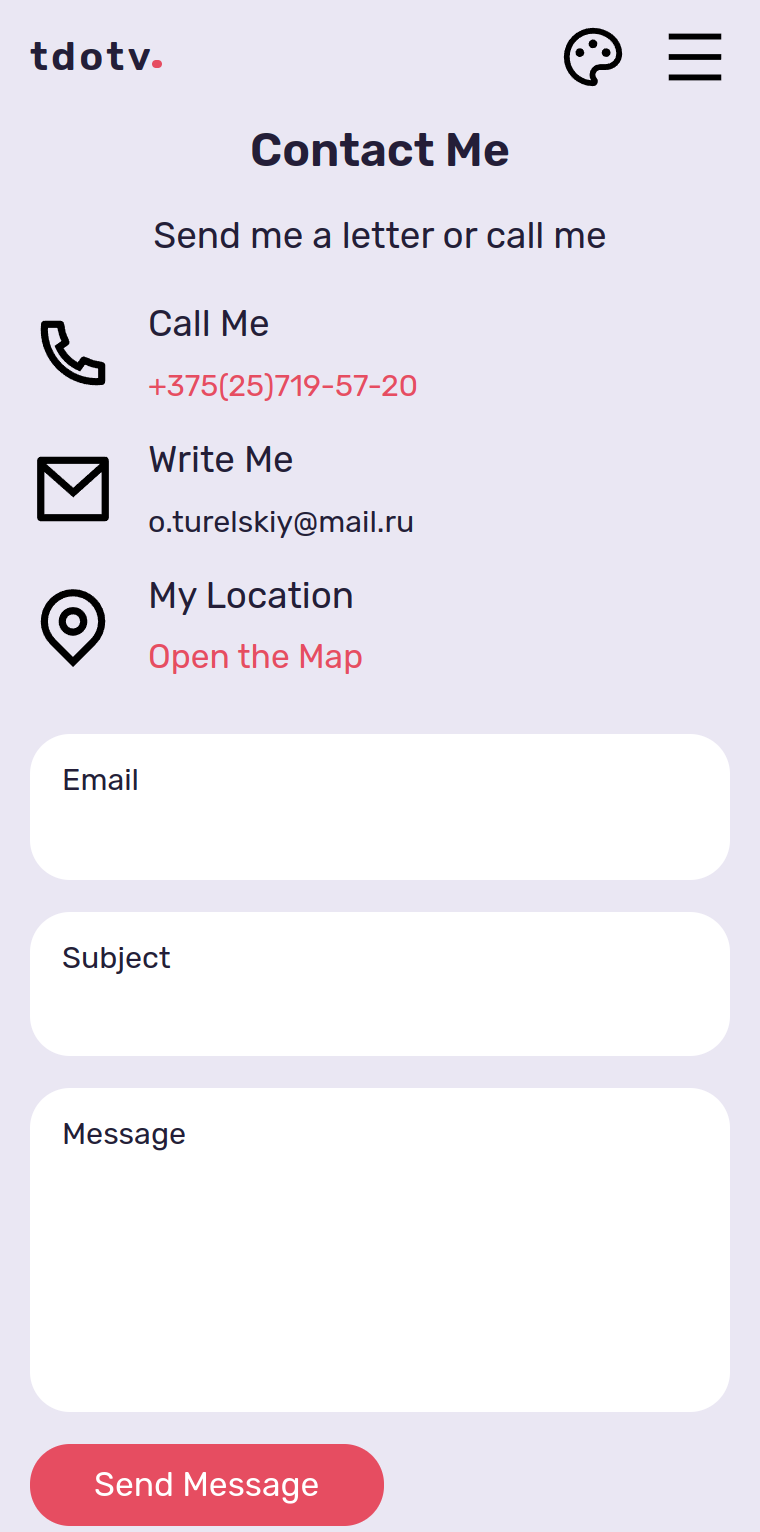 tdotv.
Contact Me
Send me a letter or call me
Call Me
+375(25)719-57-20
Write Me
o.turelskiy@mail.ru
My Location
Open the Map
Email
Subject
Message
Send Message